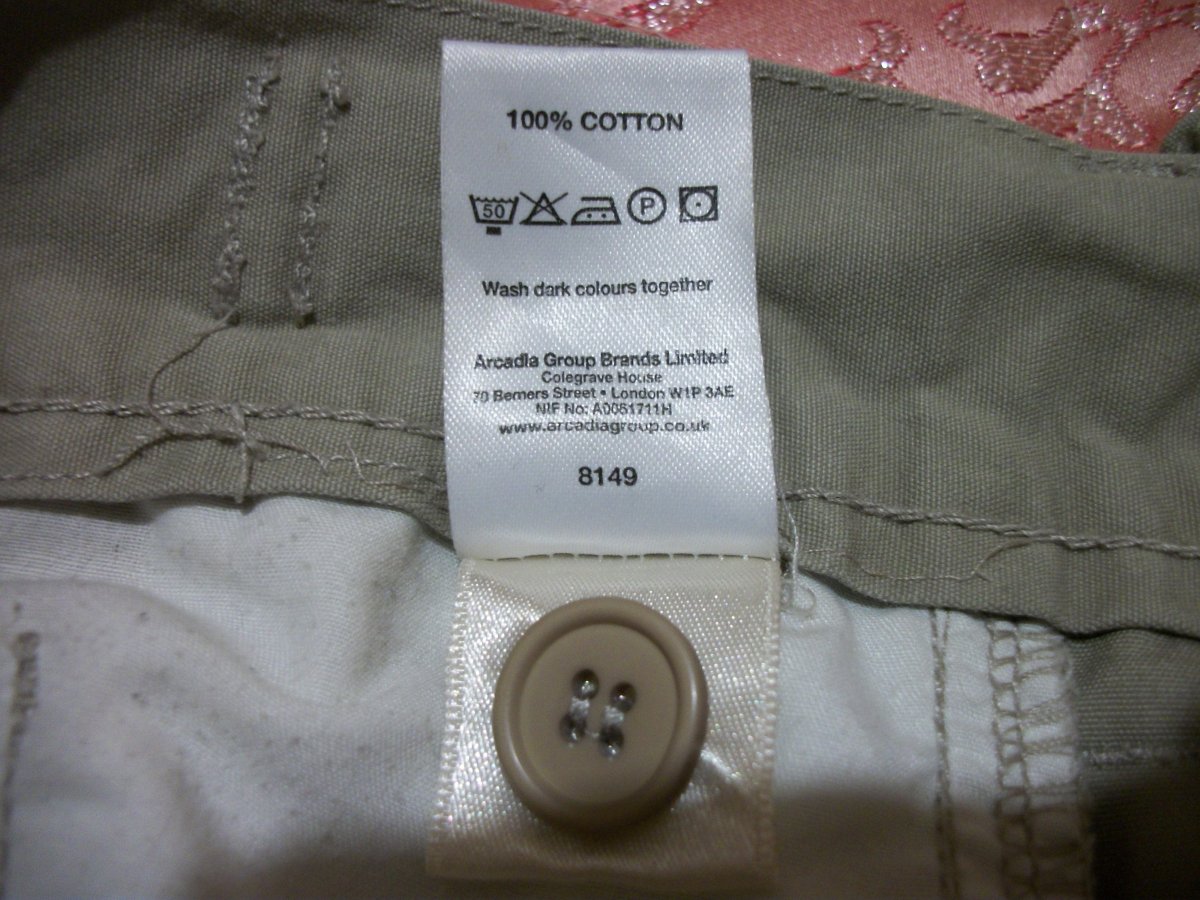 100% COTTON
50 P
Wash dark colours together
Arcadia Group Brands Limited
Colegrave House
70 Berners Street • London W1P 3AE
NIF No: A0061711H
www.arcadiagroup.co.uk
8149